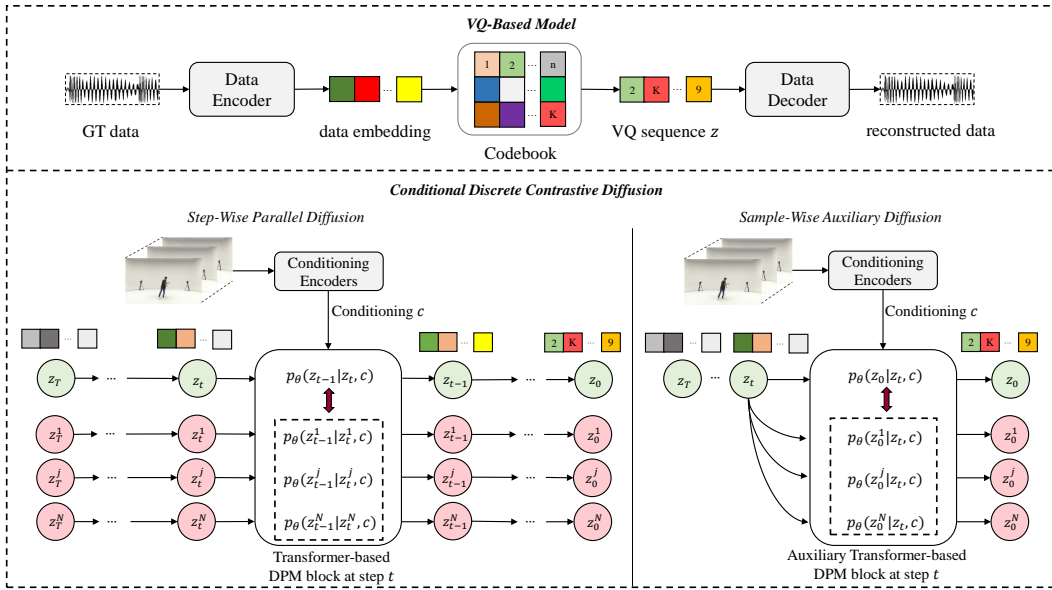 VQ-Based Model
Data
Encoder
1 2 ... n
K
2 K ... 9
Data
Decoder
GT data
data embedding
Codebook
VQ sequence z
reconstructed data
Conditional Discrete Contrastive Diffusion
Step-Wise Parallel Diffusion
Conditioning
Encoders
Conditioning c
2 K ... 9
z_T ... z_t p_θ(z_{t−1}|z_t, c) z_{t-1} ... z_0
z_T^1 ... z_t^1 p_θ(z_{t−1}^1|z_t^1, c) z_{t-1}^1 ... z_0^1
z_T^j ... z_t^j p_θ(z_{t−1}^j|z_t^j, c) z_{t-1}^j ... z_0^j
z_T^N ... z_t^N p_θ(z_{t−1}^N|z_t^N, c) z_{t-1}^N ... z_0^N
Transformer-based
DPM block at step t
Sample-Wise Auxiliary Diffusion
Conditioning
Encoders
Conditioning c
2 K ... 9
z_T ... z_t p_θ(z_0|z_t, c) z_0
p_θ(z_0^1|z_t, c) z_0^1
p_θ(z_0^j|z_t, c) z_0^j
p_θ(z_0^N|z_t, c) z_0^N
Auxiliary Transformer-based
DPM block at step t